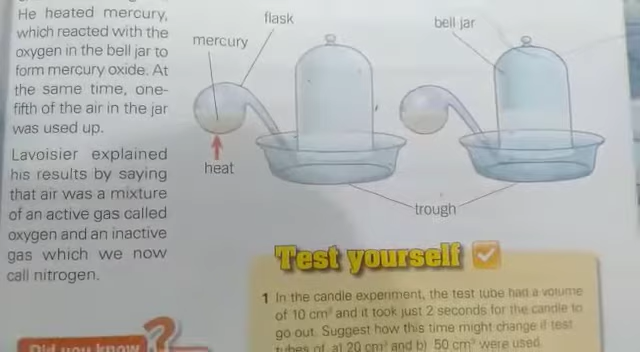 He heated mercury,
which reacted with the
oxygen in the bell jar to
form mercury oxide. At
the same time, one-
fifth of the air in the jar
was used up.
Lavoisier explained
his results by saying
that air was a mixture
of an active gas called
oxygen and an inactive
gas which we now
call nitrogen.
flask
mercury
bell jar
heat
trough
Test yourself
1 In the candle experiment, the test tube had a volume
of 10 cm³ and it took just 2 seconds for the candle to
go out. Suggest how this time might change if test
tubes of a) 20 cm³ and b) 50 cm³ were used.
Did you know